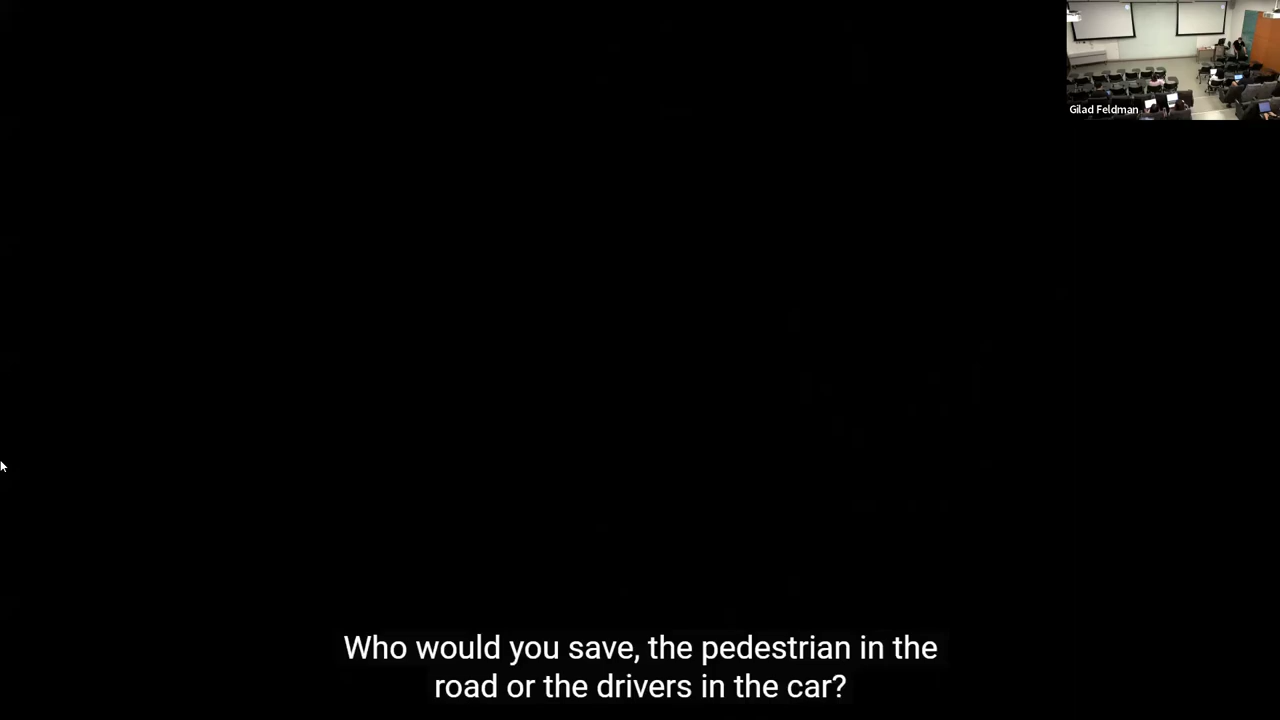 Gilad Feldman
Who would you save, the pedestrian in the
road or the drivers in the car?